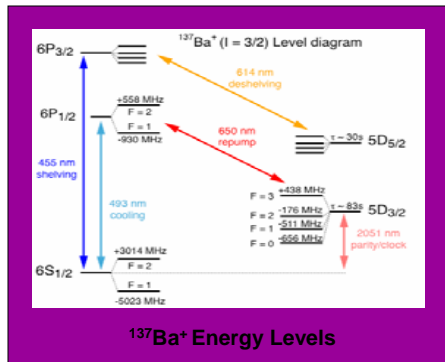 ¹³⁷Ba⁺ (I = 3/2) Level diagram
6P3/2
614 nm
deshelving
6P1/2
+558 MHz
F = 2
F = 1
-930 MHz
650 nm
repump
τ ~ 30s
5D5/2
455 nm
shelving
493 nm
cooling
F = 3
+438 MHz
F = 2
-176 MHz
F = 1
-511 MHz
F = 0
-656 MHz
τ ~ 83s
5D3/2
2051 nm
parity/clock
6S1/2
+3014 MHz
F = 2
F = 1
-5023 MHz
¹³⁷Ba⁺ Energy Levels